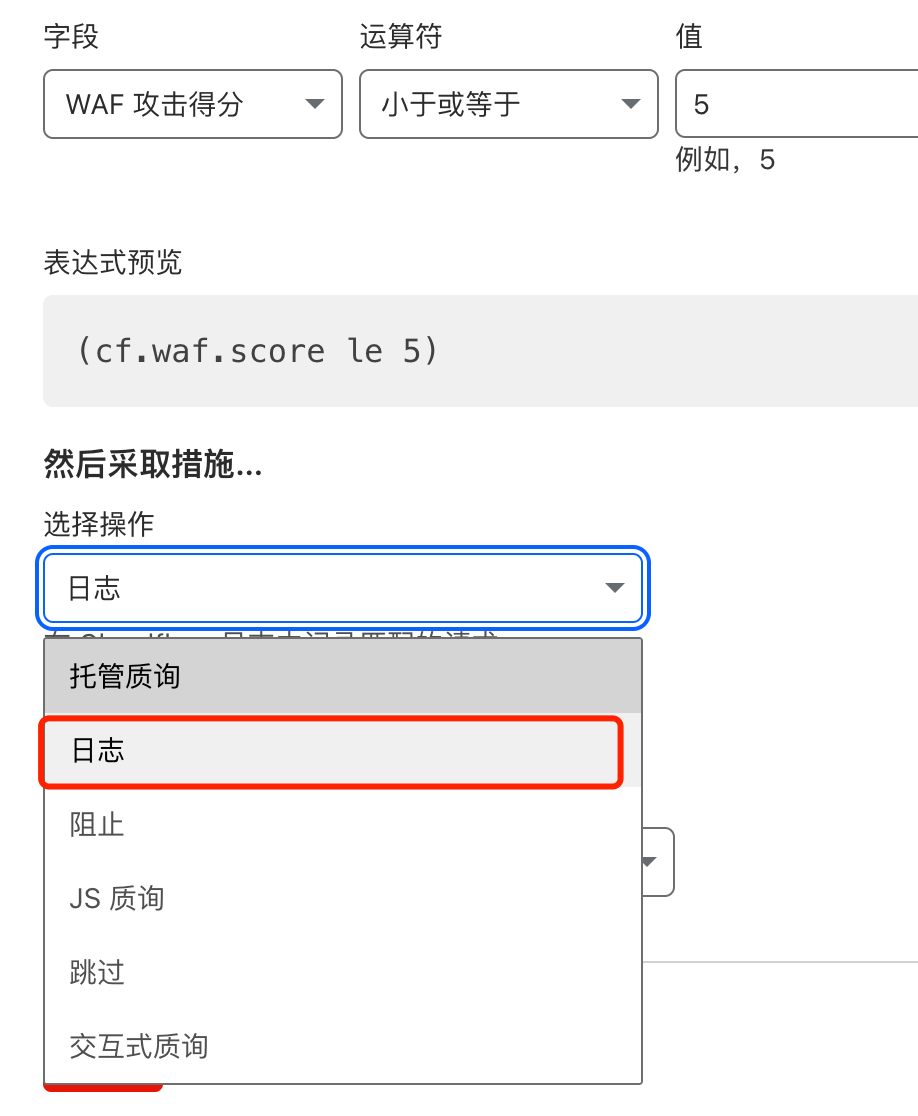 字段 运算符 值
WAF 攻击得分 小于或等于 5
例如，5
表达式预览
(cf.waf.score le 5)
然后采取措施...
选择操作
日志
托管质询
日志
阻止
JS 质询
跳过
交互式质询